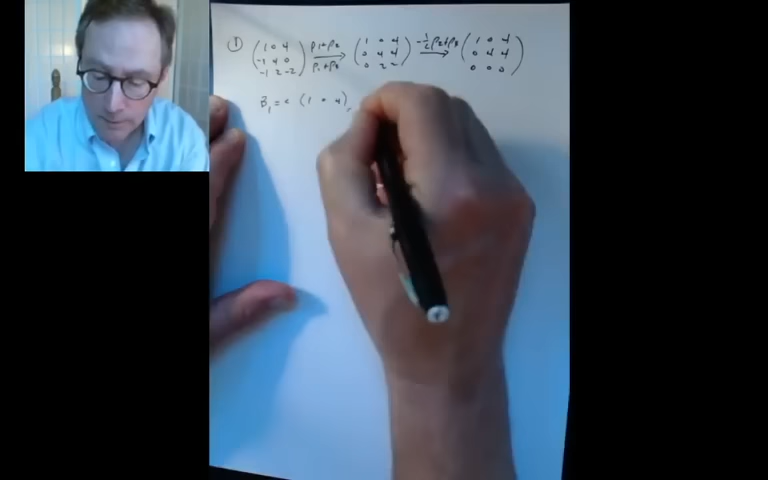 ① ( 1 0 4 ) ρ1+ρ2 ( 1 0 4 ) -½ρ2+ρ3 ( 1 0 4 )
( -1 4 0 ) → ( 0 4 4 ) → ( 0 4 4 )
( -1 2 -2 ) ρ1+ρ3 ( 0 2 2 ) ( 0 0 0 )
B1 = < ( 1 0 4 ),